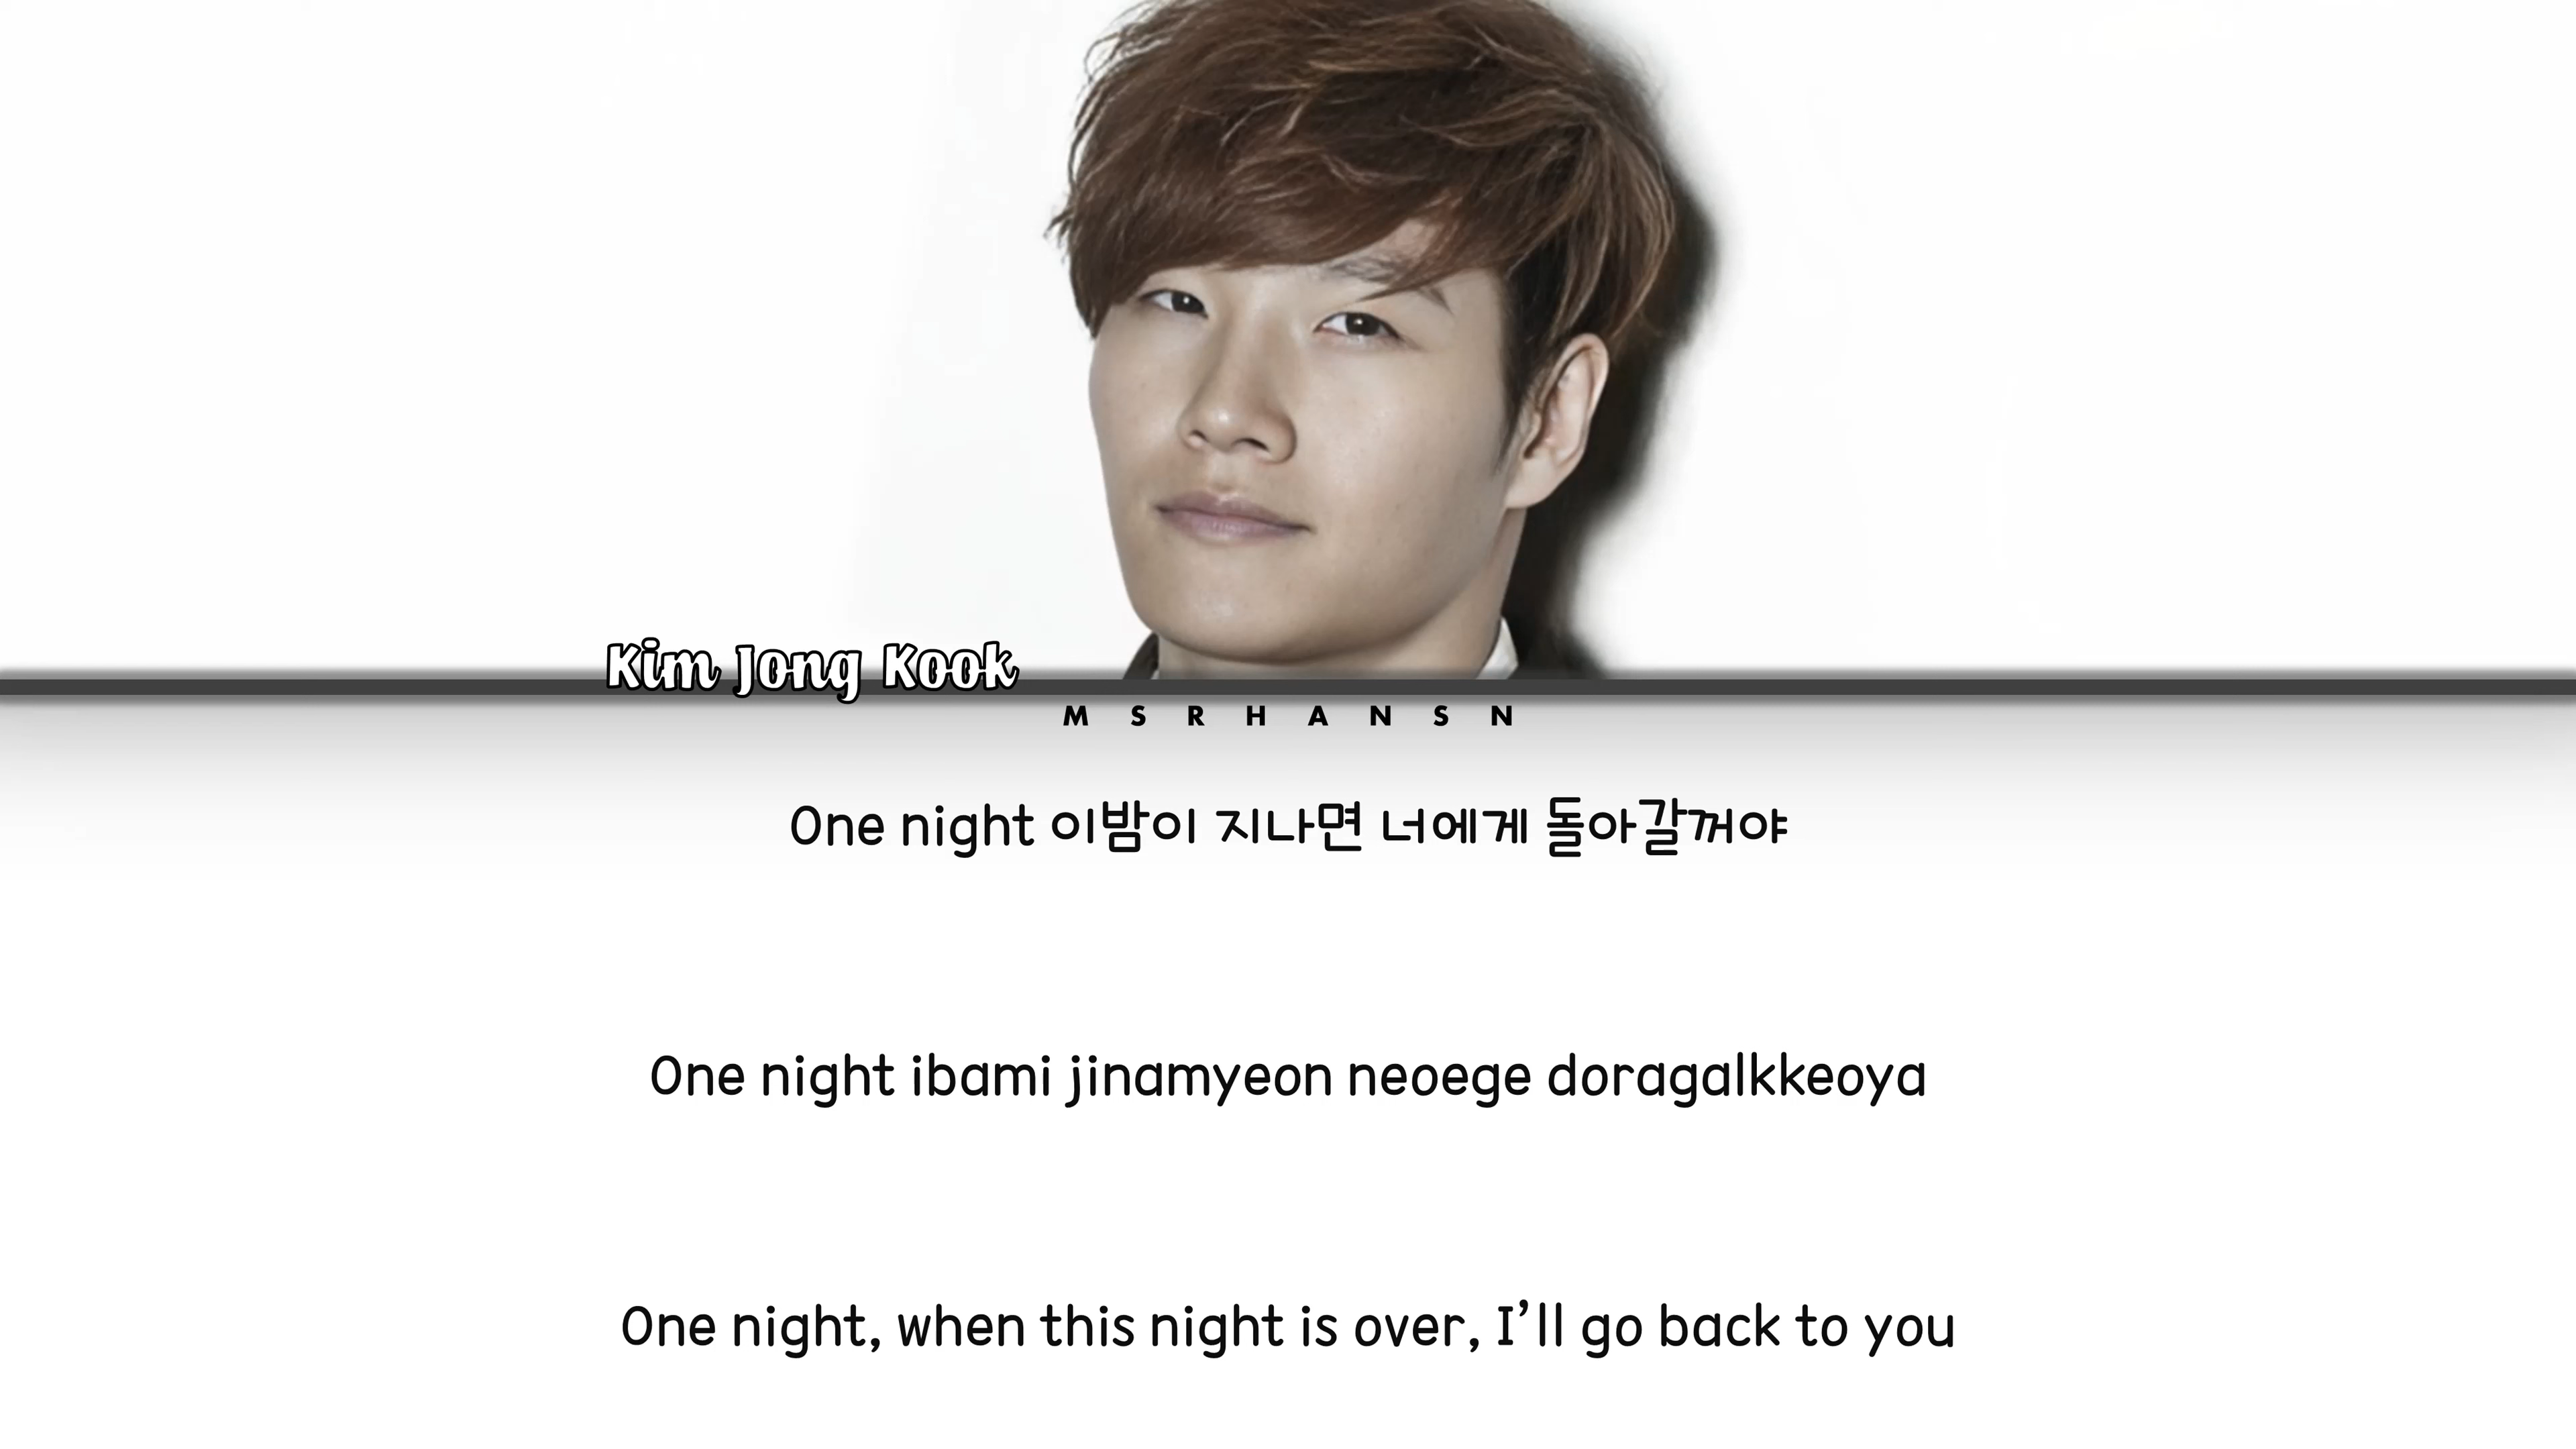 Kim Jong Kook
M S R H A N S N
One night 이밤이 지나면 너에게 돌아갈꺼야
One night ibami jinamyeon neoege doragalkkeoya
One night, when this night is over, I’ll go back to you